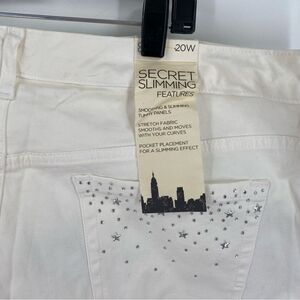 20W
SECRET
SLIMMING
FEATURES
SMOOTHING & SLIMMING
TUMMY PANELS
STRETCH FABRIC
SMOOTHS AND MOVES
WITH YOUR CURVES
POCKET PLACEMENT
FOR A SLIMMING EFFECT